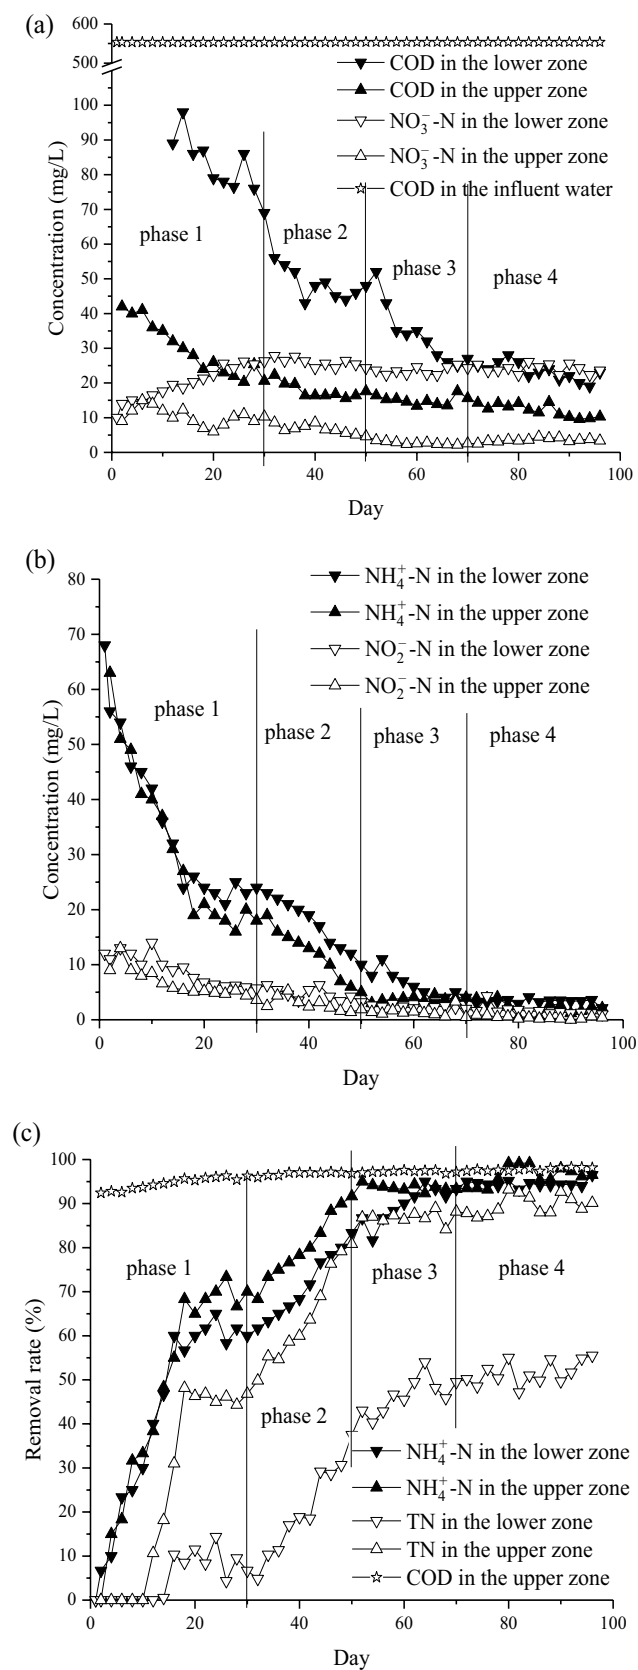 (a)
600
550
500
100
90
80
70
60
50
40
30
20
10
0
Concentration (mg/L)
COD in the lower zone
COD in the upper zone
NO₃⁻-N in the lower zone
NO₃⁻-N in the upper zone
COD in the influent water
phase 1
phase 2
phase 3
phase 4
0 20 40 60 80 100
Day
(b)
80
70
60
50
40
30
20
10
0
Concentration (mg/L)
NH₄⁺-N in the lower zone
NH₄⁺-N in the upper zone
NO₂⁻-N in the lower zone
NO₂⁻-N in the upper zone
phase 1
phase 2
phase 3
phase 4
0 20 40 60 80 100
Day
(c)
100
90
80
70
60
50
40
30
20
10
0
Removal rate (%)
phase 1
phase 3
phase 4
phase 2
NH₄⁺-N in the lower zone
NH₄⁺-N in the upper zone
TN in the lower zone
TN in the upper zone
COD in the upper zone
0 20 40 60 80 100
Day